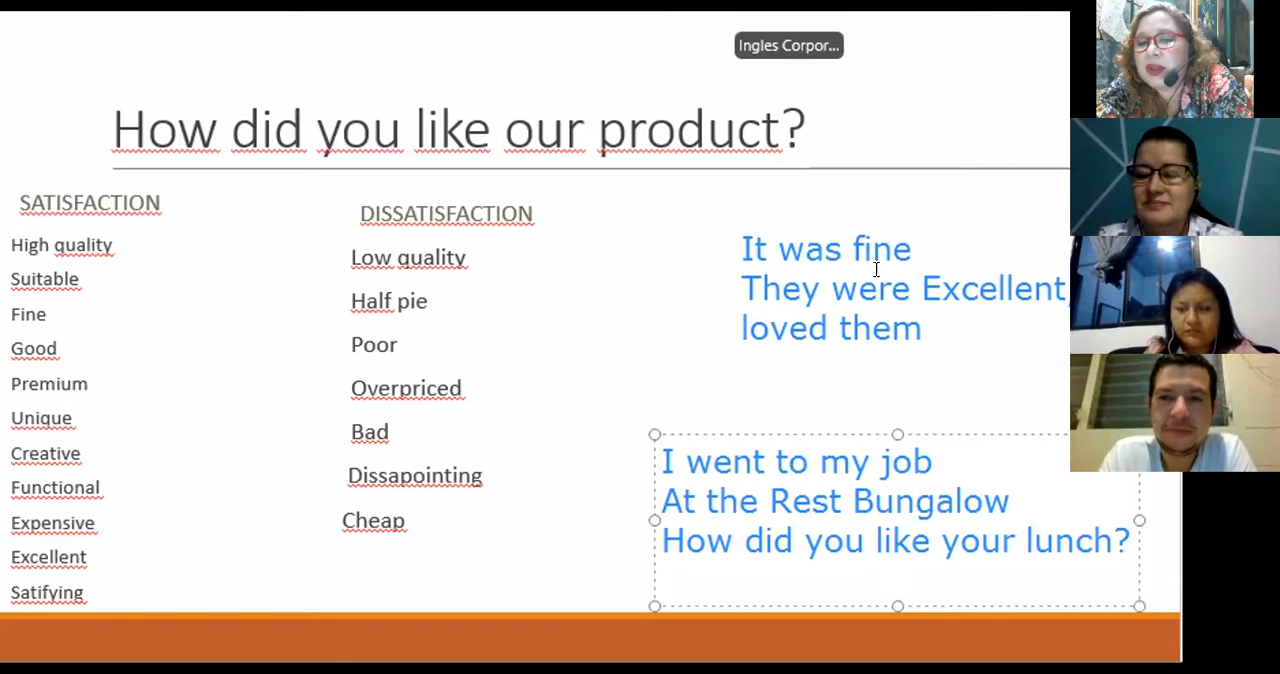 Ingles Corpor...
How did you like our product?
SATISFACTION
High quality
Suitable
Fine
Good
Premium
Unique
Creative
Functional
Expensive
Excellent
Satifying
DISSATISFACTION
Low quality
Half pie
Poor
Overpriced
Bad
Dissapointing
Cheap
It was fine
They were Excellent,
loved them
I went to my job
At the Rest Bungalow
How did you like your lunch?